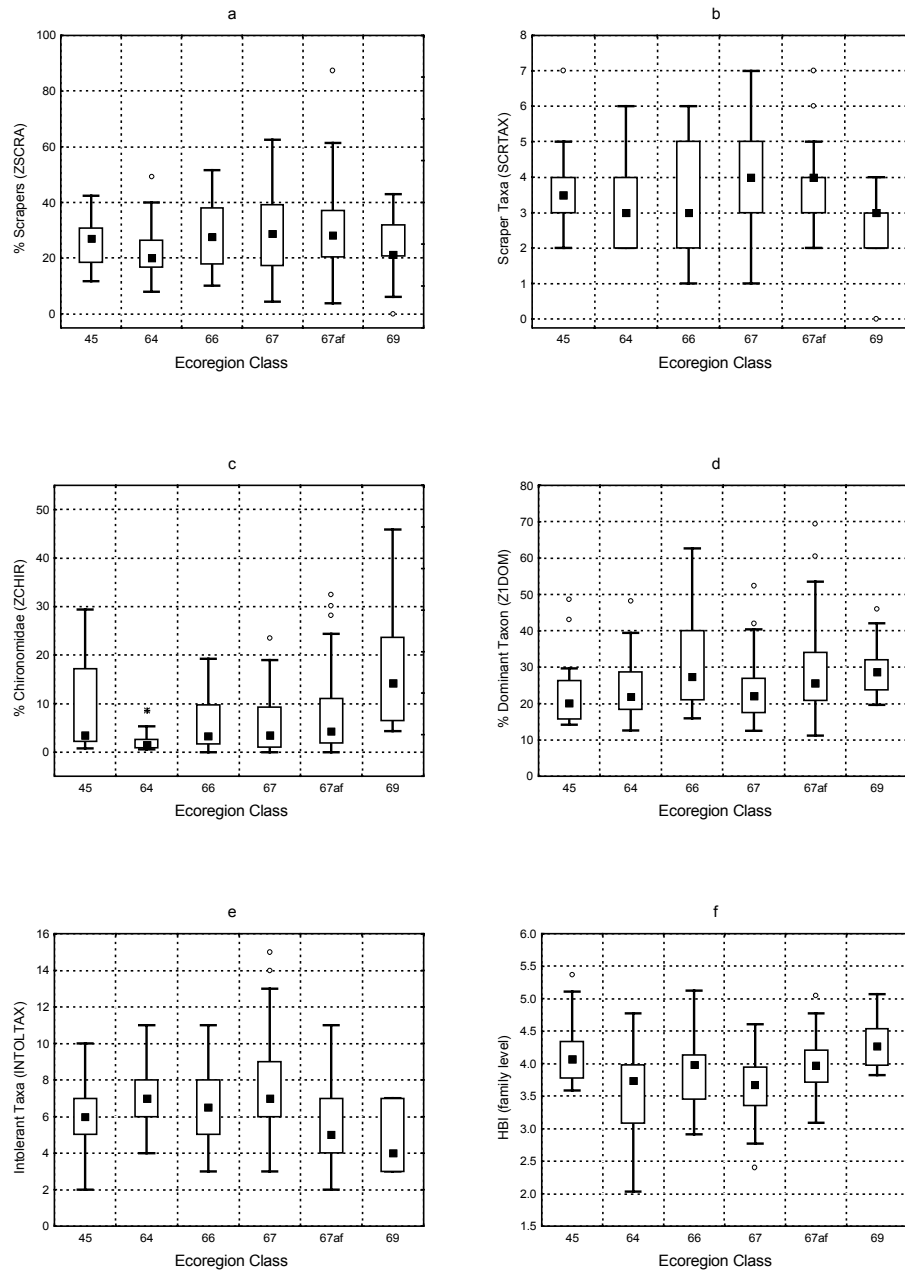 a
% Scrapers (ZSCRA)
100
80
60
40
20
0
45 64 66 67 67af 69
Ecoregion Class
b
Scraper Taxa (SCRTAX)
8
7
6
5
4
3
2
1
0
45 64 66 67 67af 69
Ecoregion Class
c
% Chironomidae (ZCHIR)
50
40
30
20
10
0
45 64 66 67 67af 69
Ecoregion Class
d
% Dominant Taxon (Z1DOM)
80
70
60
50
40
30
20
10
0
45 64 66 67 67af 69
Ecoregion Class
e
Intolerant Taxa (INTOLTAX)
16
14
12
10
8
6
4
2
0
45 64 66 67 67af 69
Ecoregion Class
f
HBI (family level)
6.0
5.5
5.0
4.5
4.0
3.5
3.0
2.5
2.0
1.5
45 64 66 67 67af 69
Ecoregion Class